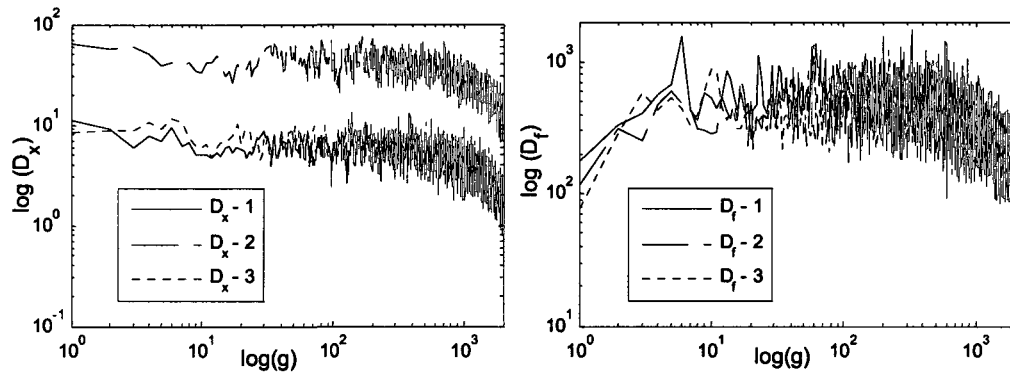 10^2
10^1
10^0
10^-1
log (D_x)
D_x - 1
D_x - 2
D_x - 3
10^0
10^1
10^2
10^3
log(g)
10^3
10^2
10^1
log (D_f)
D_f - 1
D_f - 2
D_f - 3
10^0
10^1
10^2
10^3
log(g)